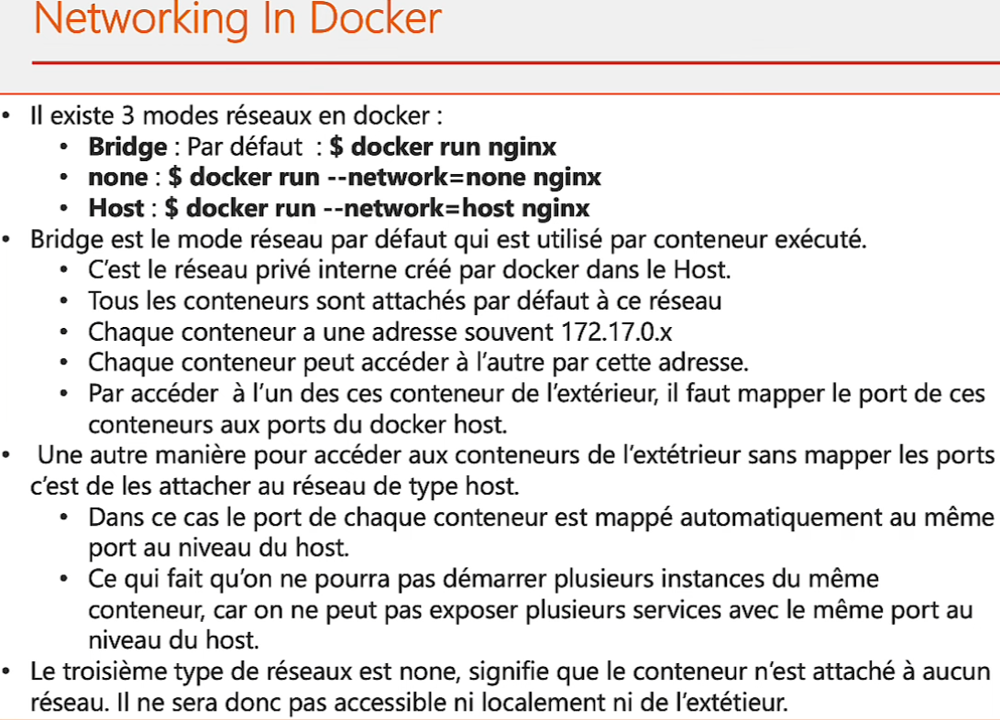 Networking In Docker
• Il existe 3 modes réseaux en docker :
• Bridge : Par défaut : $ docker run nginx
• none : $ docker run --network=none nginx
• Host : $ docker run --network=host nginx
• Bridge est le mode réseau par défaut qui est utilisé par conteneur exécuté.
• C’est le réseau privé interne créé par docker dans le Host.
• Tous les conteneurs sont attachés par défaut à ce réseau
• Chaque conteneur a une adresse souvent 172.17.0.x
• Chaque conteneur peut accéder à l’autre par cette adresse.
• Par accéder à l’un des ces conteneur de l’extérieur, il faut mapper le port de ces
conteneurs aux ports du docker host.
• Une autre manière pour accéder aux conteneurs de l’extétrieur sans mapper les ports
c’est de les attacher au réseau de type host.
• Dans ce cas le port de chaque conteneur est mappé automatiquement au même
port au niveau du host.
• Ce qui fait qu’on ne pourra pas démarrer plusieurs instances du même
conteneur, car on ne peut pas exposer plusieurs services avec le même port au
niveau du host.
• Le troisième type de réseaux est none, signifie que le conteneur n’est attaché à aucun
réseau. Il ne sera donc pas accessible ni localement ni de l’extétieur.